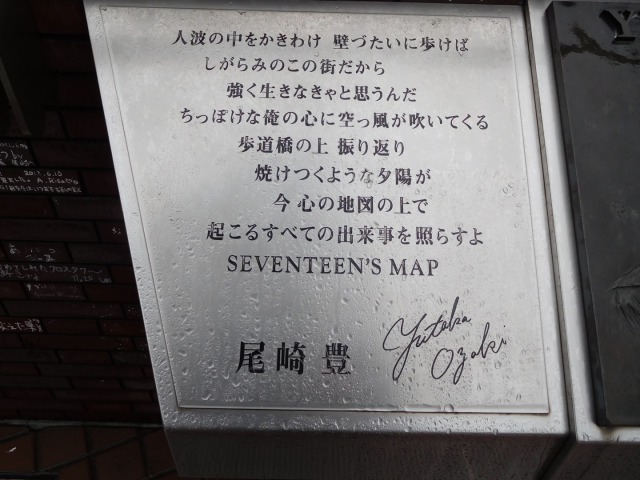 人波の中をかきわけ 壁づたいに歩けば
しがらみのこの街だから
強く生きなきゃと思うんだ
ちっぽけな俺の心に空っ風が吹いてくる
歩道橋の上 振り返り
焼けつくような夕陽が
今 心の地図の上で
起こるすべての出来事を照らすよ
SEVENTEEN'S MAP
尾崎 豊
Yutaka
Ozaki